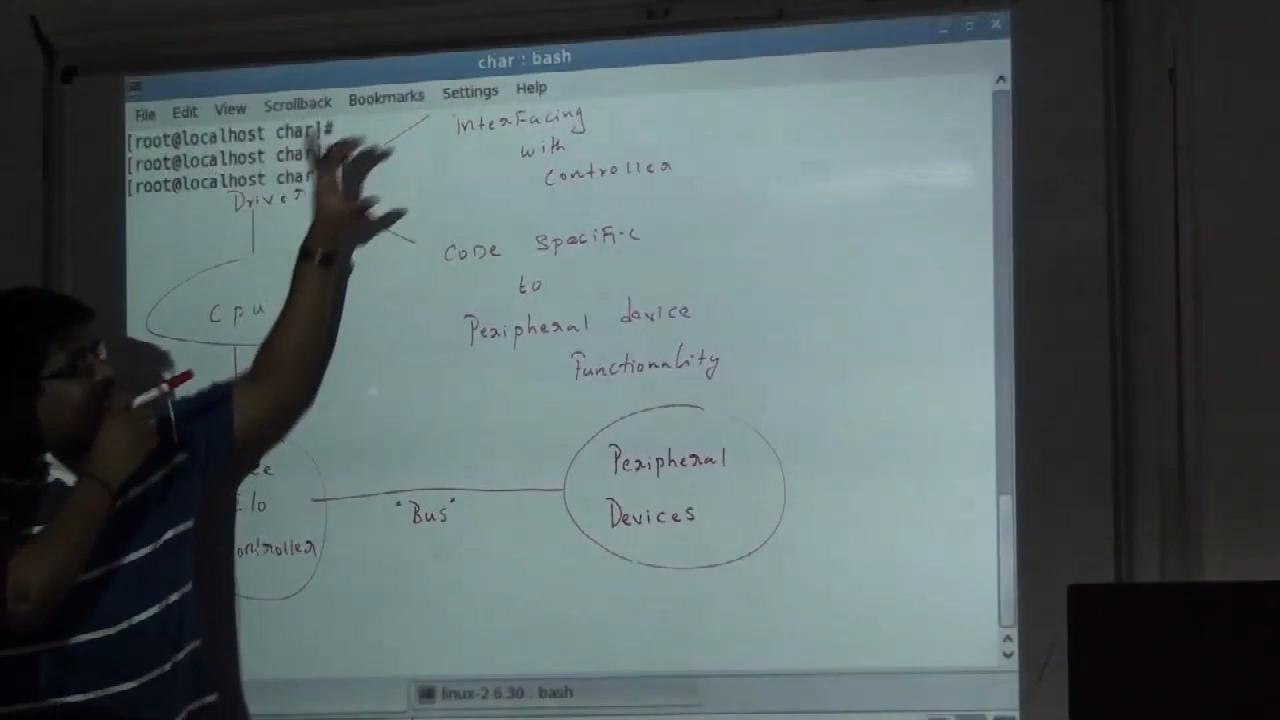 char : bash
File Edit View Scrollback Bookmarks Settings Help
[root@localhost char]#
[root@localhost char]
[root@localhost char
Interfacing
with
controller
Driver
Code specific
to
Peripheral device
Functionality
Cpu
I/o
ontroller
"Bus"
Peripheral
Devices
linux-2 6.30 : bash